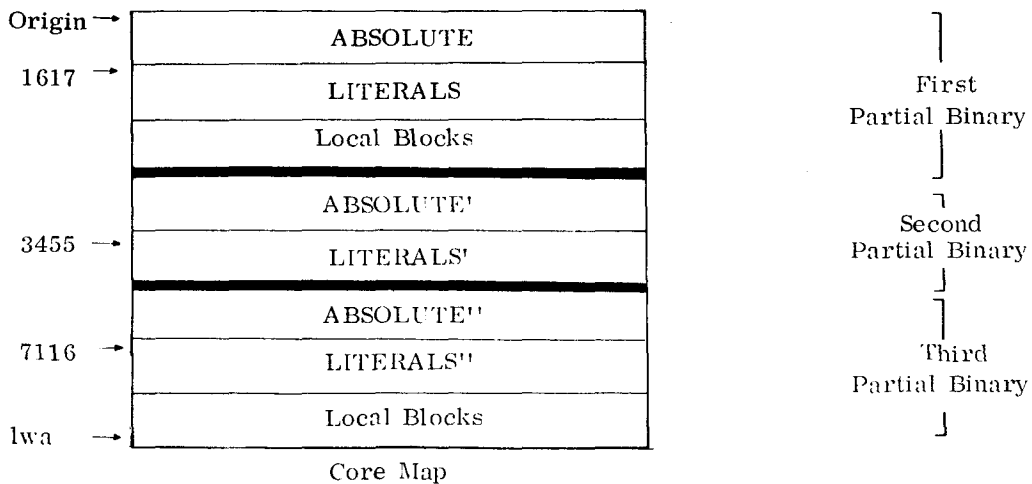 Origin
ABSOLUTE
1617
LITERALS
Local Blocks
First
Partial Binary
ABSOLUTE'
3455
LITERALS'
Second
Partial Binary
ABSOLUTE''
7116
LITERALS''
Local Blocks
lwa
Third
Partial Binary
Core Map